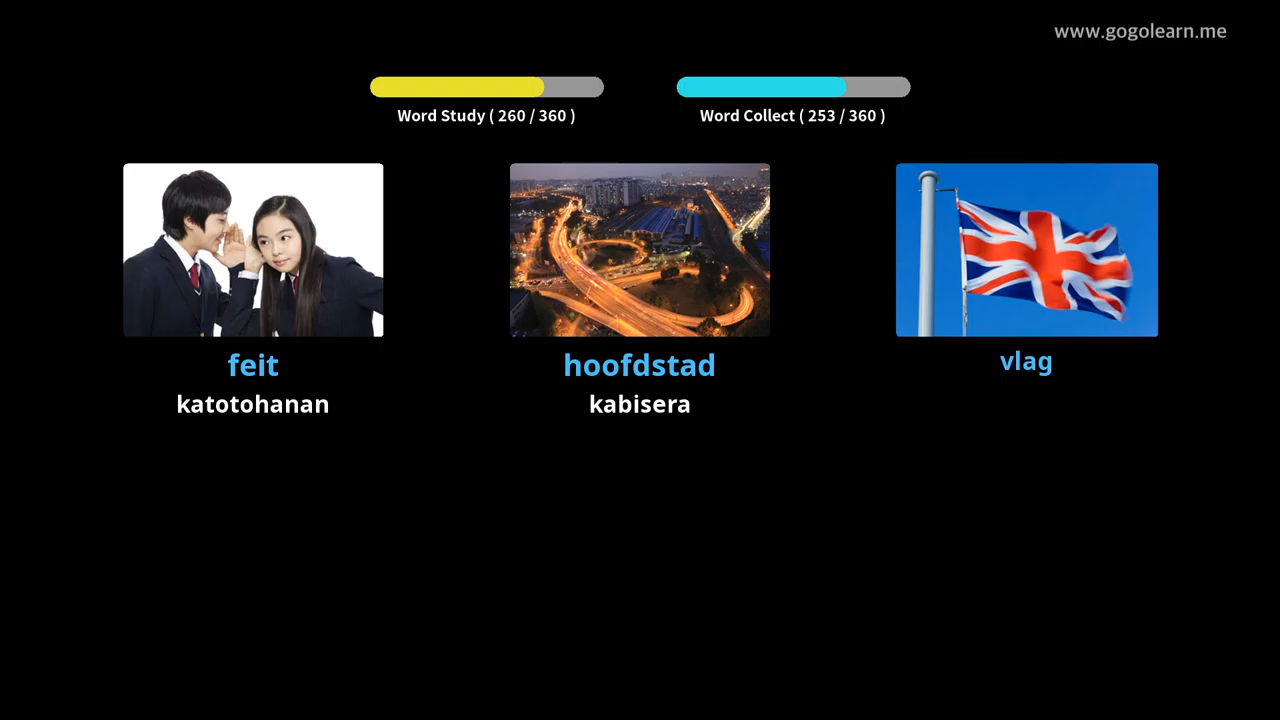 www.gogolearn.me
Word Study ( 260 / 360 )
Word Collect ( 253 / 360 )
feit
hoofdstad
vlag
katotohanan
kabisera